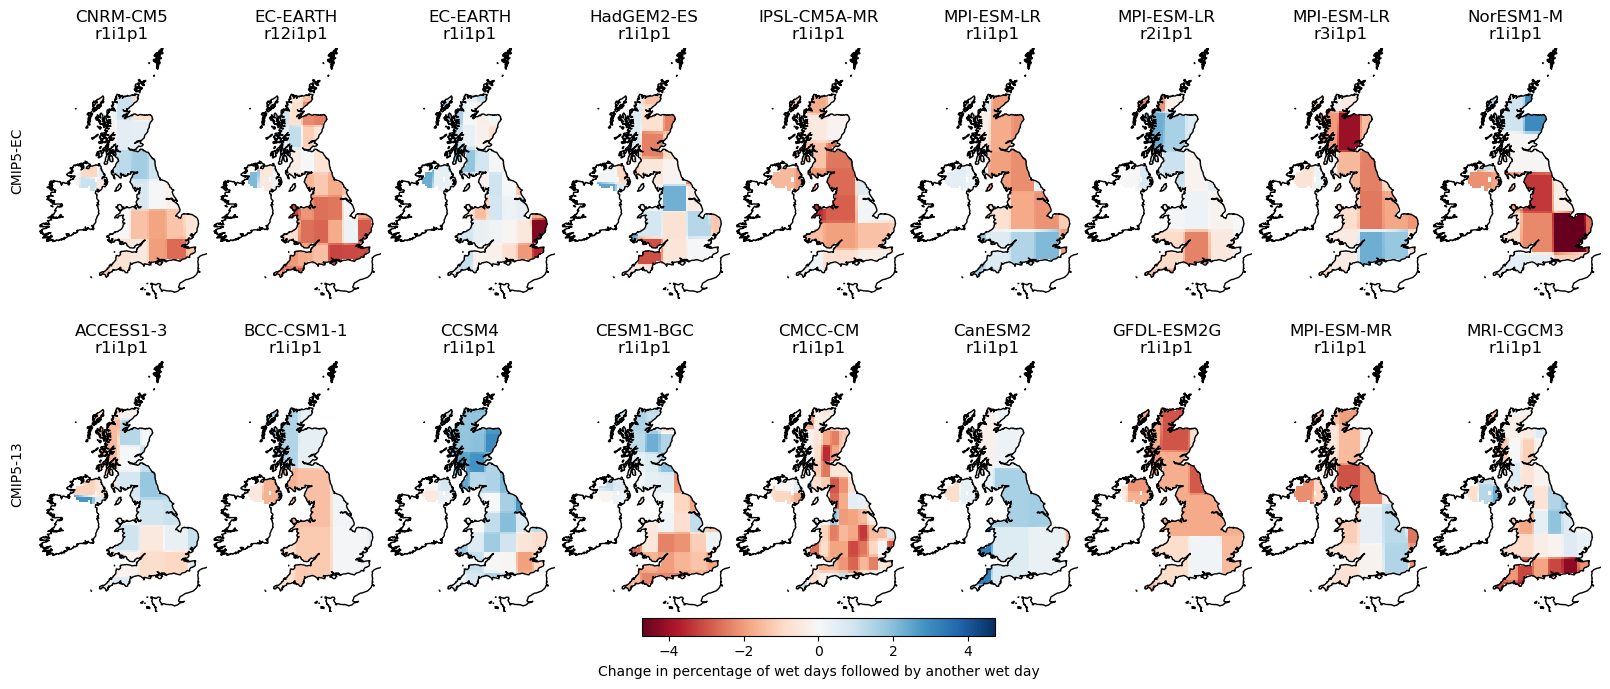 CNRM-CM5 EC-EARTH EC-EARTH HadGEM2-ES IPSL-CM5A-MR MPI-ESM-LR MPI-ESM-LR MPI-ESM-LR NorESM1-M
r1i1p1 r12i1p1 r1i1p1 r1i1p1 r1i1p1 r1i1p1 r2i1p1 r3i1p1 r1i1p1
CMIP5-EC
ACCESS1-3 BCC-CSM1-1 CCSM4 CESM1-BGC CMCC-CM CanESM2 GFDL-ESM2G MPI-ESM-MR MRI-CGCM3
r1i1p1 r1i1p1 r1i1p1 r1i1p1 r1i1p1 r1i1p1 r1i1p1 r1i1p1 r1i1p1
CMIP5-13
−4 −2 0 2 4
Change in percentage of wet days followed by another wet day